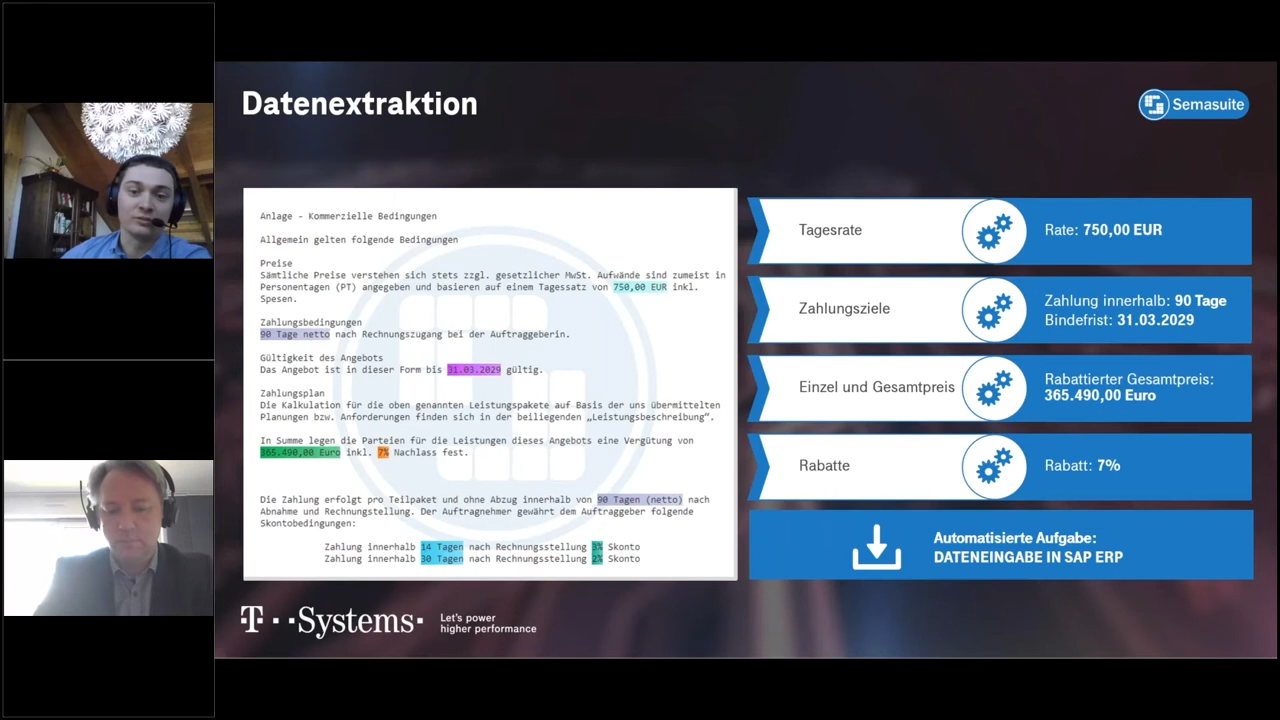 Datenextraktion
Semasuite
Anlage - Kommerzielle Bedingungen
Allgemein gelten folgende Bedingungen
Preise
Sämtliche Preise verstehen sich stets zzgl. gesetzlicher MwSt. Aufwände sind zumeist in
Personentagen (PT) angegeben und basieren auf einem Tagessatz von 750,00 EUR inkl.
Spesen.
Zahlungsbedingungen
90 Tage netto nach Rechnungszugang bei der Auftraggeberin.
Gültigkeit des Angebots
Das Angebot ist in dieser Form bis 31.03.2029 gültig.
Zahlungsplan
Die Kalkulation für die oben genannten Leistungspakete auf Basis der uns übermittelten
Planungen bzw. Anforderungen finden sich in der beiliegenden „Leistungsbeschreibung“.
In Summe legen die Parteien für die Leistungen dieses Angebots eine Vergütung von
365.490,00 Euro inkl. 7% Nachlass fest.
Die Zahlung erfolgt pro Teilpaket und ohne Abzug innerhalb von 90 Tagen (netto) nach
Abnahme und Rechnungstellung. Der Auftragnehmer gewährt dem Auftraggeber folgende
Skontobedingungen:
Zahlung innerhalb 14 Tagen nach Rechnungsstellung 3% Skonto
Zahlung innerhalb 30 Tagen nach Rechnungsstellung 2% Skonto
Tagesrate
Rate: 750,00 EUR
Zahlungsziele
Zahlung innerhalb: 90 Tage
Bindefrist: 31.03.2029
Einzel und Gesamtpreis
Rabattierter Gesamtpreis:
365.490,00 Euro
Rabatte
Rabatt: 7%
Automatisierte Aufgabe:
DATENEINGABE IN SAP ERP
T··Systems·
Let's power
higher performance